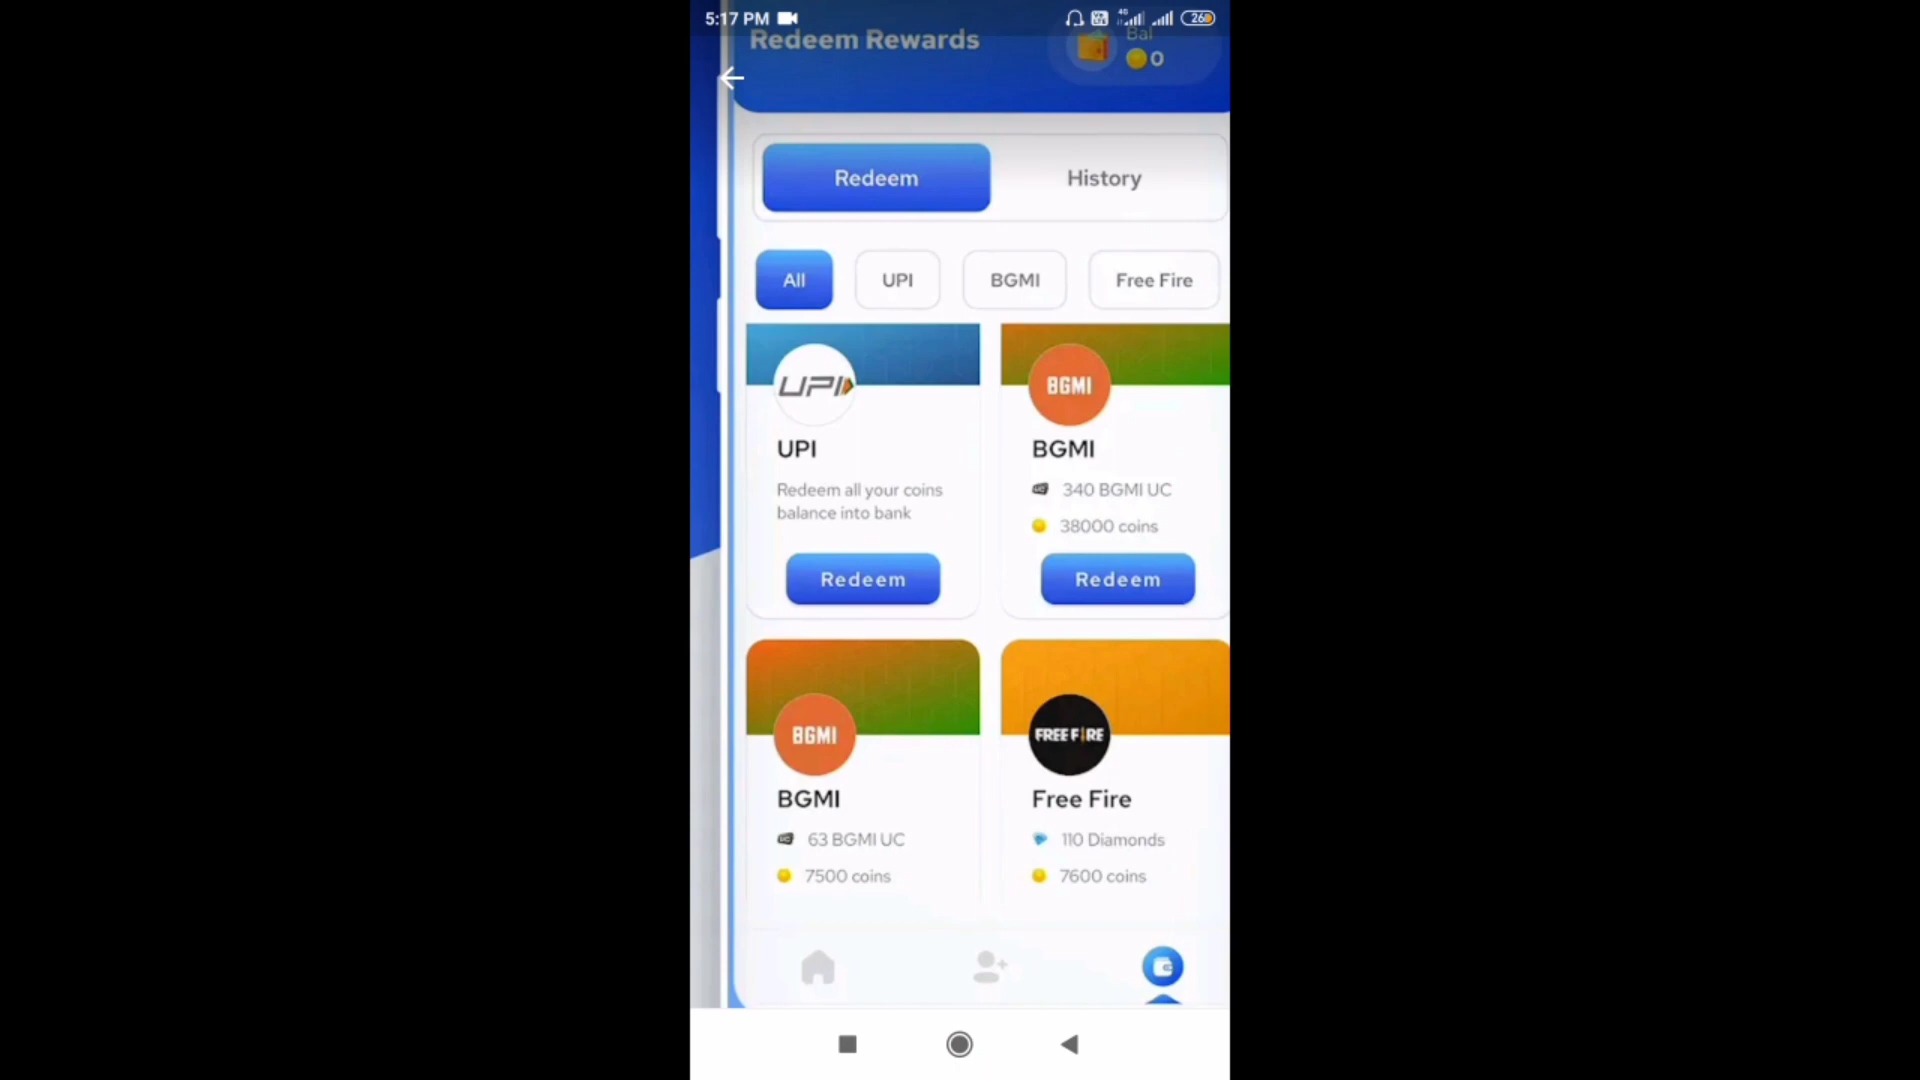 5:17 PM
4G
26
Redeem Rewards
Bal
0
Redeem
History
All
UPI
BGMI
Free Fire
UPI
BGMI
UPI
BGMI
Redeem all your coins
balance into bank
340 BGMI UC
38000 coins
Redeem
Redeem
BGMI
FREE FIRE
BGMI
Free Fire
63 BGMI UC
110 Diamonds
7500 coins
7600 coins